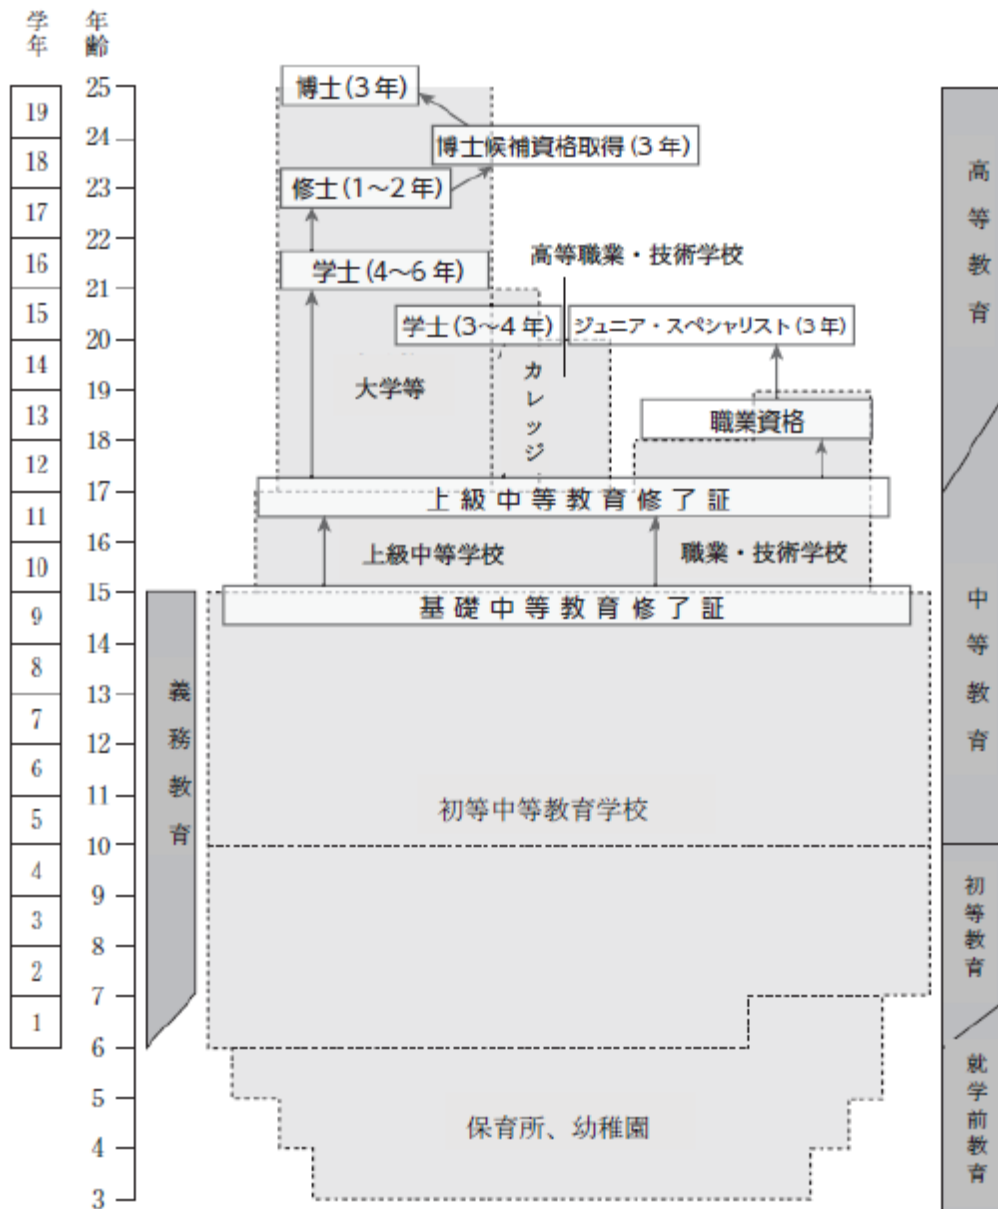 学年
年齢
25
19
24
18
23
17
22
16
21
15
20
14
19
13
18
12
17
11
16
10
15
9
14
8
13
7
12
6
11
5
10
4
9
3
8
2
7
1
6
5
4
3
義務教育
博士(3年)
博士候補資格取得(3年)
修士(1~2年)
学士(4~6年)
高等職業・技術学校
学士(3~4年)
ジュニア・スペシャリスト(3年)
大学等
カレッジ
職業資格
上級中等教育修了証
上級中等学校
職業・技術学校
基礎中等教育修了証
初等中等教育学校
保育所、幼稚園
高等教育
中等教育
初等教育
就学前教育